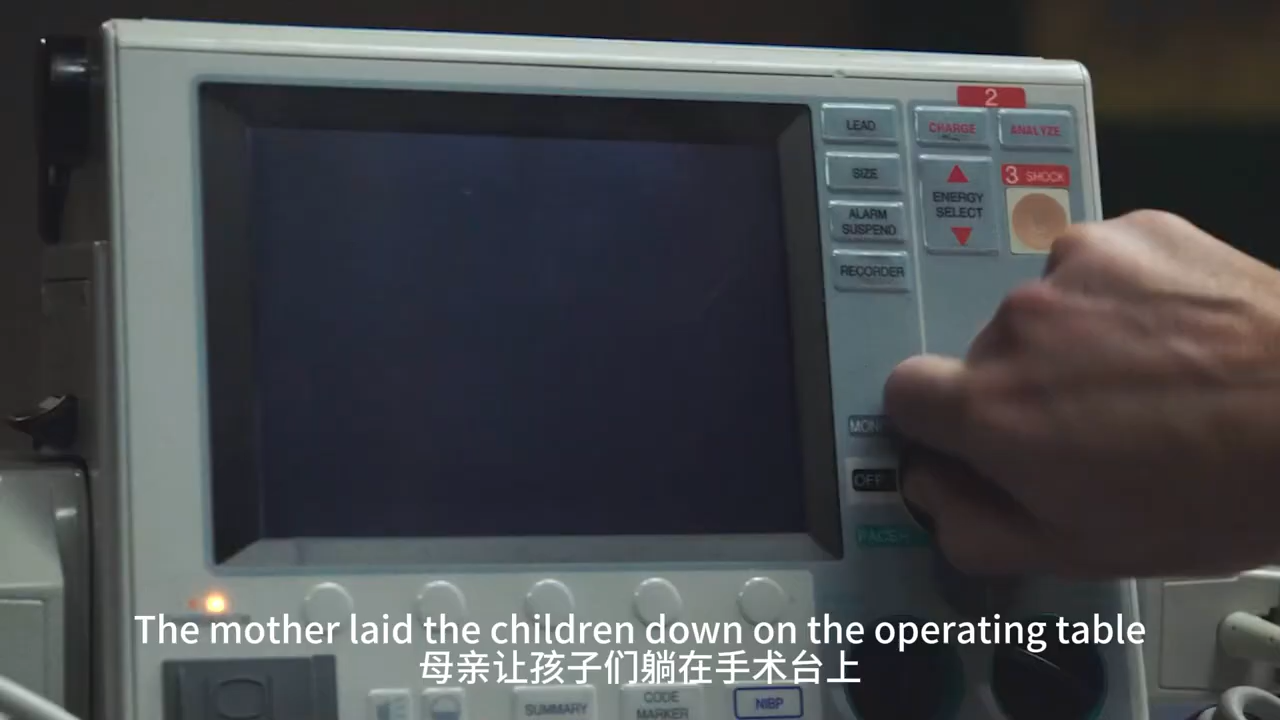 2
LEAD
CHARGE
ANALYZE
SIZE
3 SHOCK
ENERGY
SELECT
ALARM
SUSPEND
RECORDER
OFF
The mother laid the children down on the operating table
母亲让孩子们躺在手术台上
SUMMARY
CODE
MARKER
NIBP